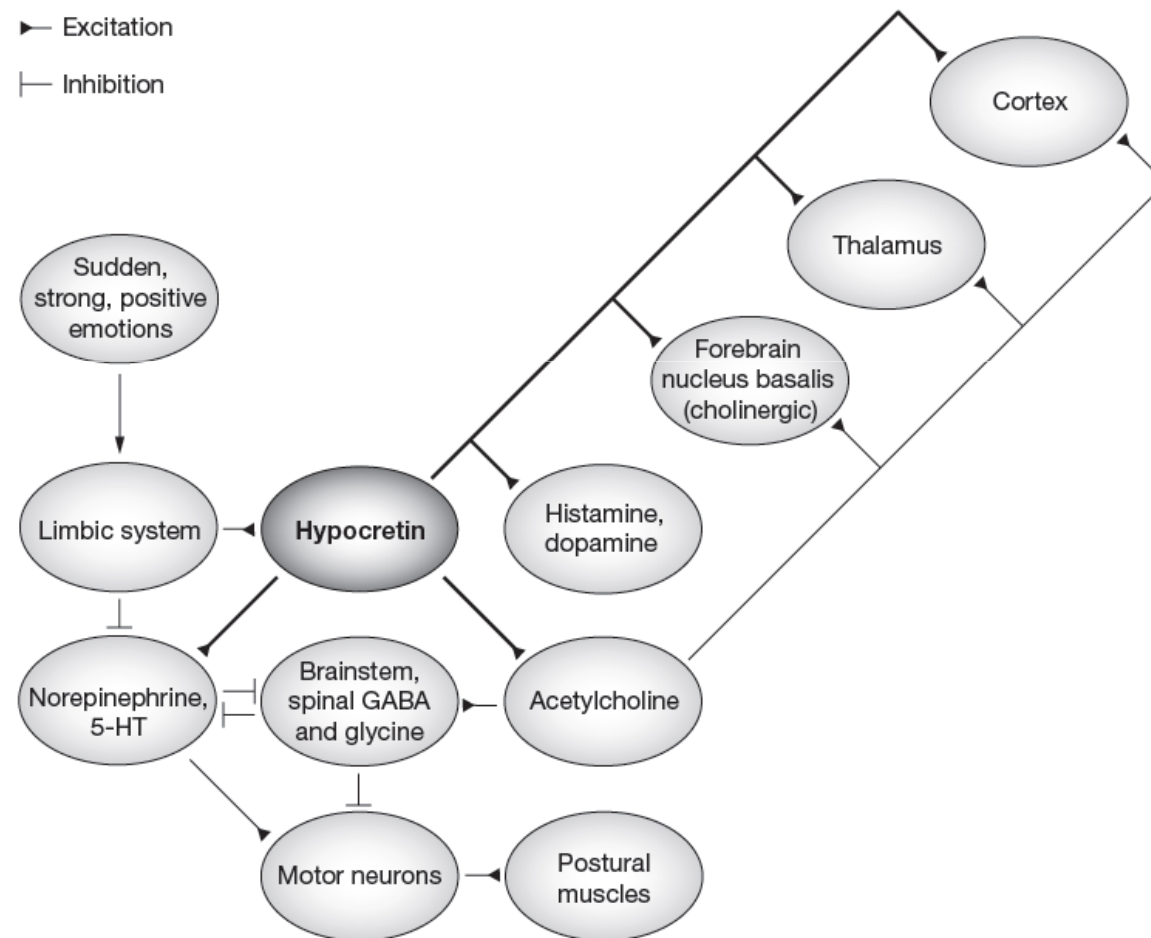 Excitation
Inhibition
Cortex
Thalamus
Sudden,
strong, positive
emotions
Forebrain
nucleus basalis
(cholinergic)
Limbic system
Hypocretin
Histamine,
dopamine
Norepinephrine,
5-HT
Brainstem,
spinal GABA
and glycine
Acetylcholine
Motor neurons
Postural
muscles